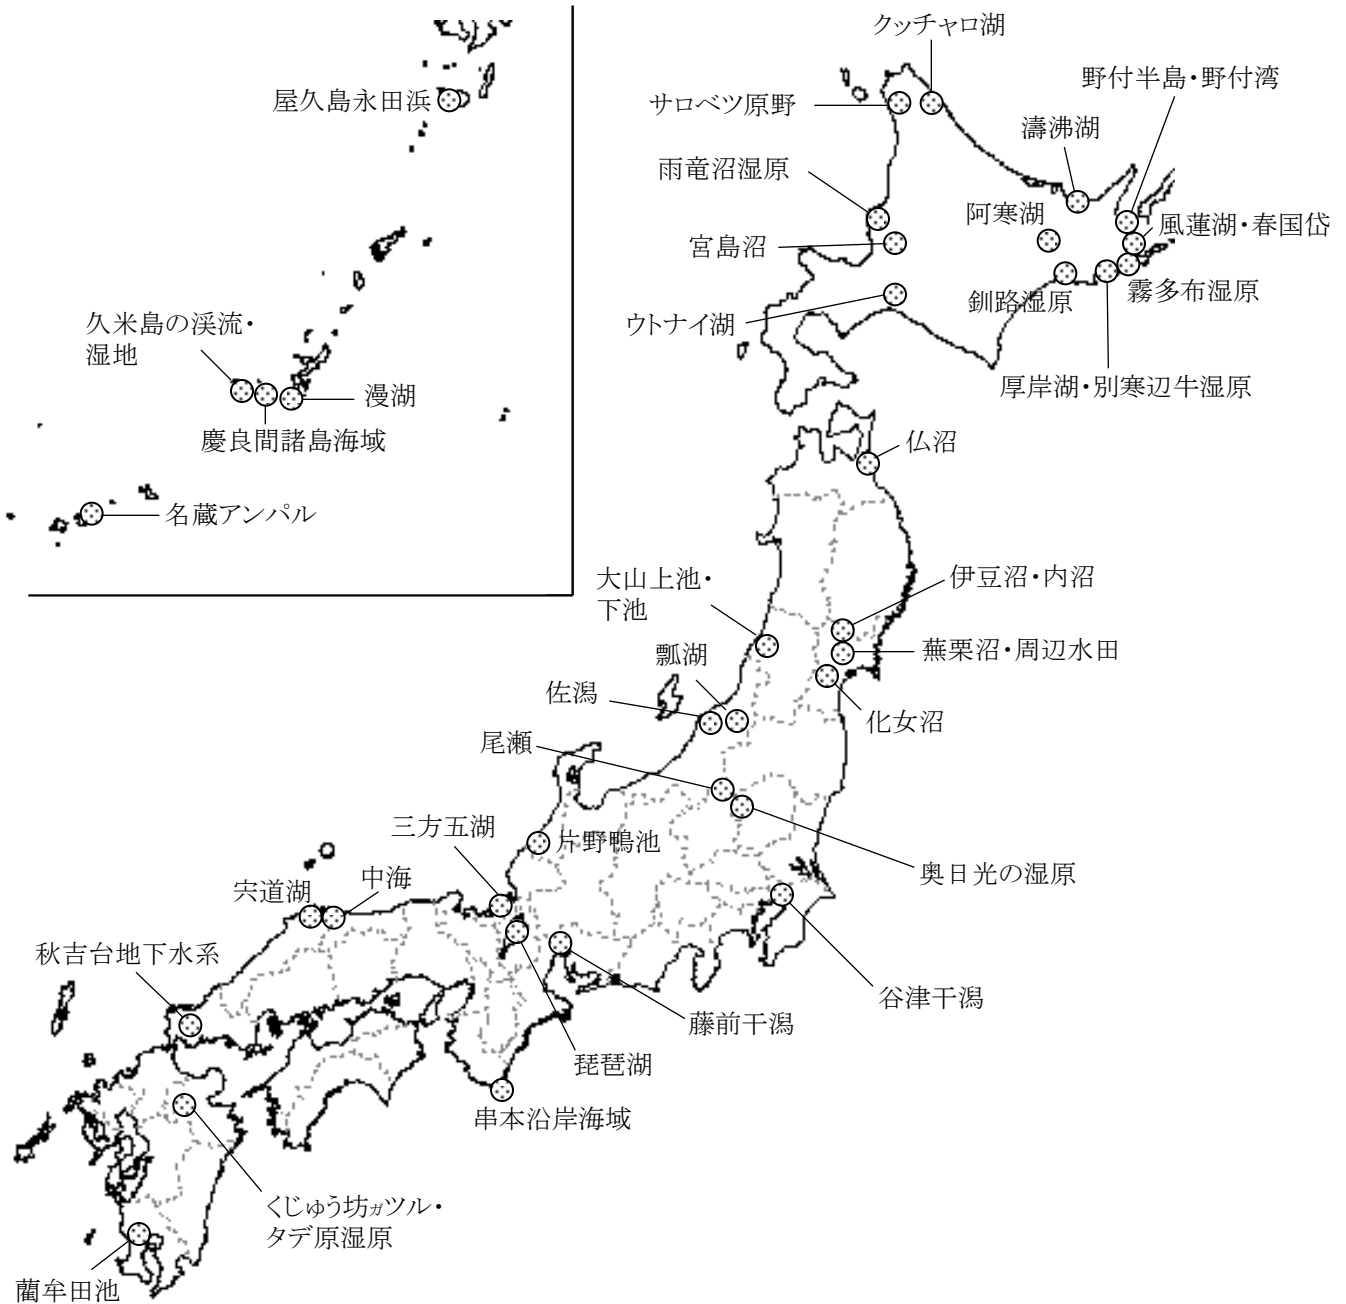 クッチャロ湖
野付半島・野付湾
サロベツ原野
濤沸湖
雨竜沼湿原
阿寒湖
風蓮湖・春国岱
宮島沼
霧多布湿原
釧路湿原
ウトナイ湖
厚岸湖・別寒辺牛湿原
屋久島永田浜
久米島の渓流・
湿地
漫湖
慶良間諸島海域
名蔵アンパル
仏沼
伊豆沼・内沼
大山上池・
下池
蕪栗沼・周辺水田
瓢湖
佐潟
化女沼
尾瀬
三方五湖
片野鴨池
奥日光の湿原
中海
宍道湖
秋吉台地下水系
谷津干潟
藤前干潟
琵琶湖
串本沿岸海域
くじゅう坊ガツル・
タデ原湿原
藺牟田池